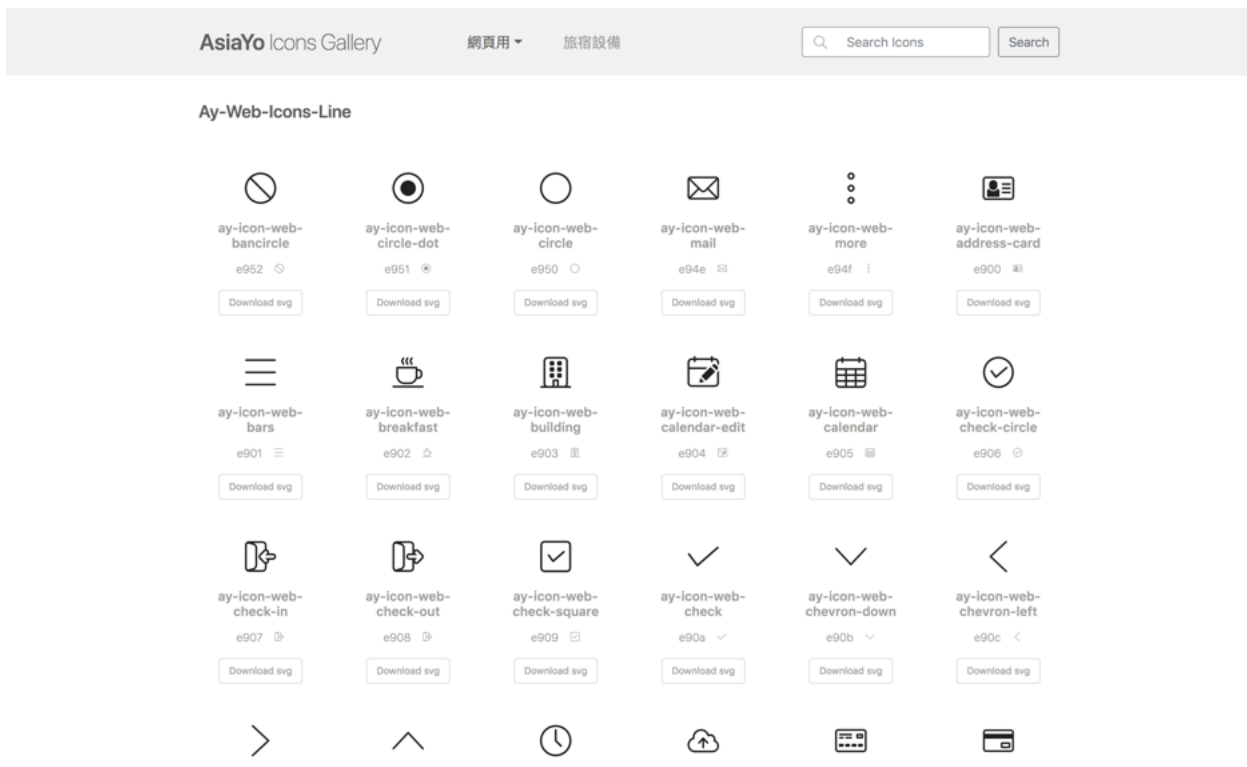 AsiaYo Icons Gallery 網頁用 旅宿設備 Search Icons Search
Ay-Web-Icons-Line
ay-icon-web- ay-icon-web- ay-icon-web- ay-icon-web- ay-icon-web- ay-icon-web-
bancircle circle-dot circle mail more address-card
e952 e951 e950 e94e e94f e900
Download svg Download svg Download svg Download svg Download svg Download svg
ay-icon-web- ay-icon-web- ay-icon-web- ay-icon-web- ay-icon-web- ay-icon-web-
bars breakfast building calendar-edit calendar check-circle
e901 e902 e903 e904 e905 e906
Download svg Download svg Download svg Download svg Download svg Download svg
ay-icon-web- ay-icon-web- ay-icon-web- ay-icon-web- ay-icon-web- ay-icon-web-
check-in check-out check-square check chevron-down chevron-left
e907 e908 e909 e90a e90b e90c
Download svg Download svg Download svg Download svg Download svg Download svg